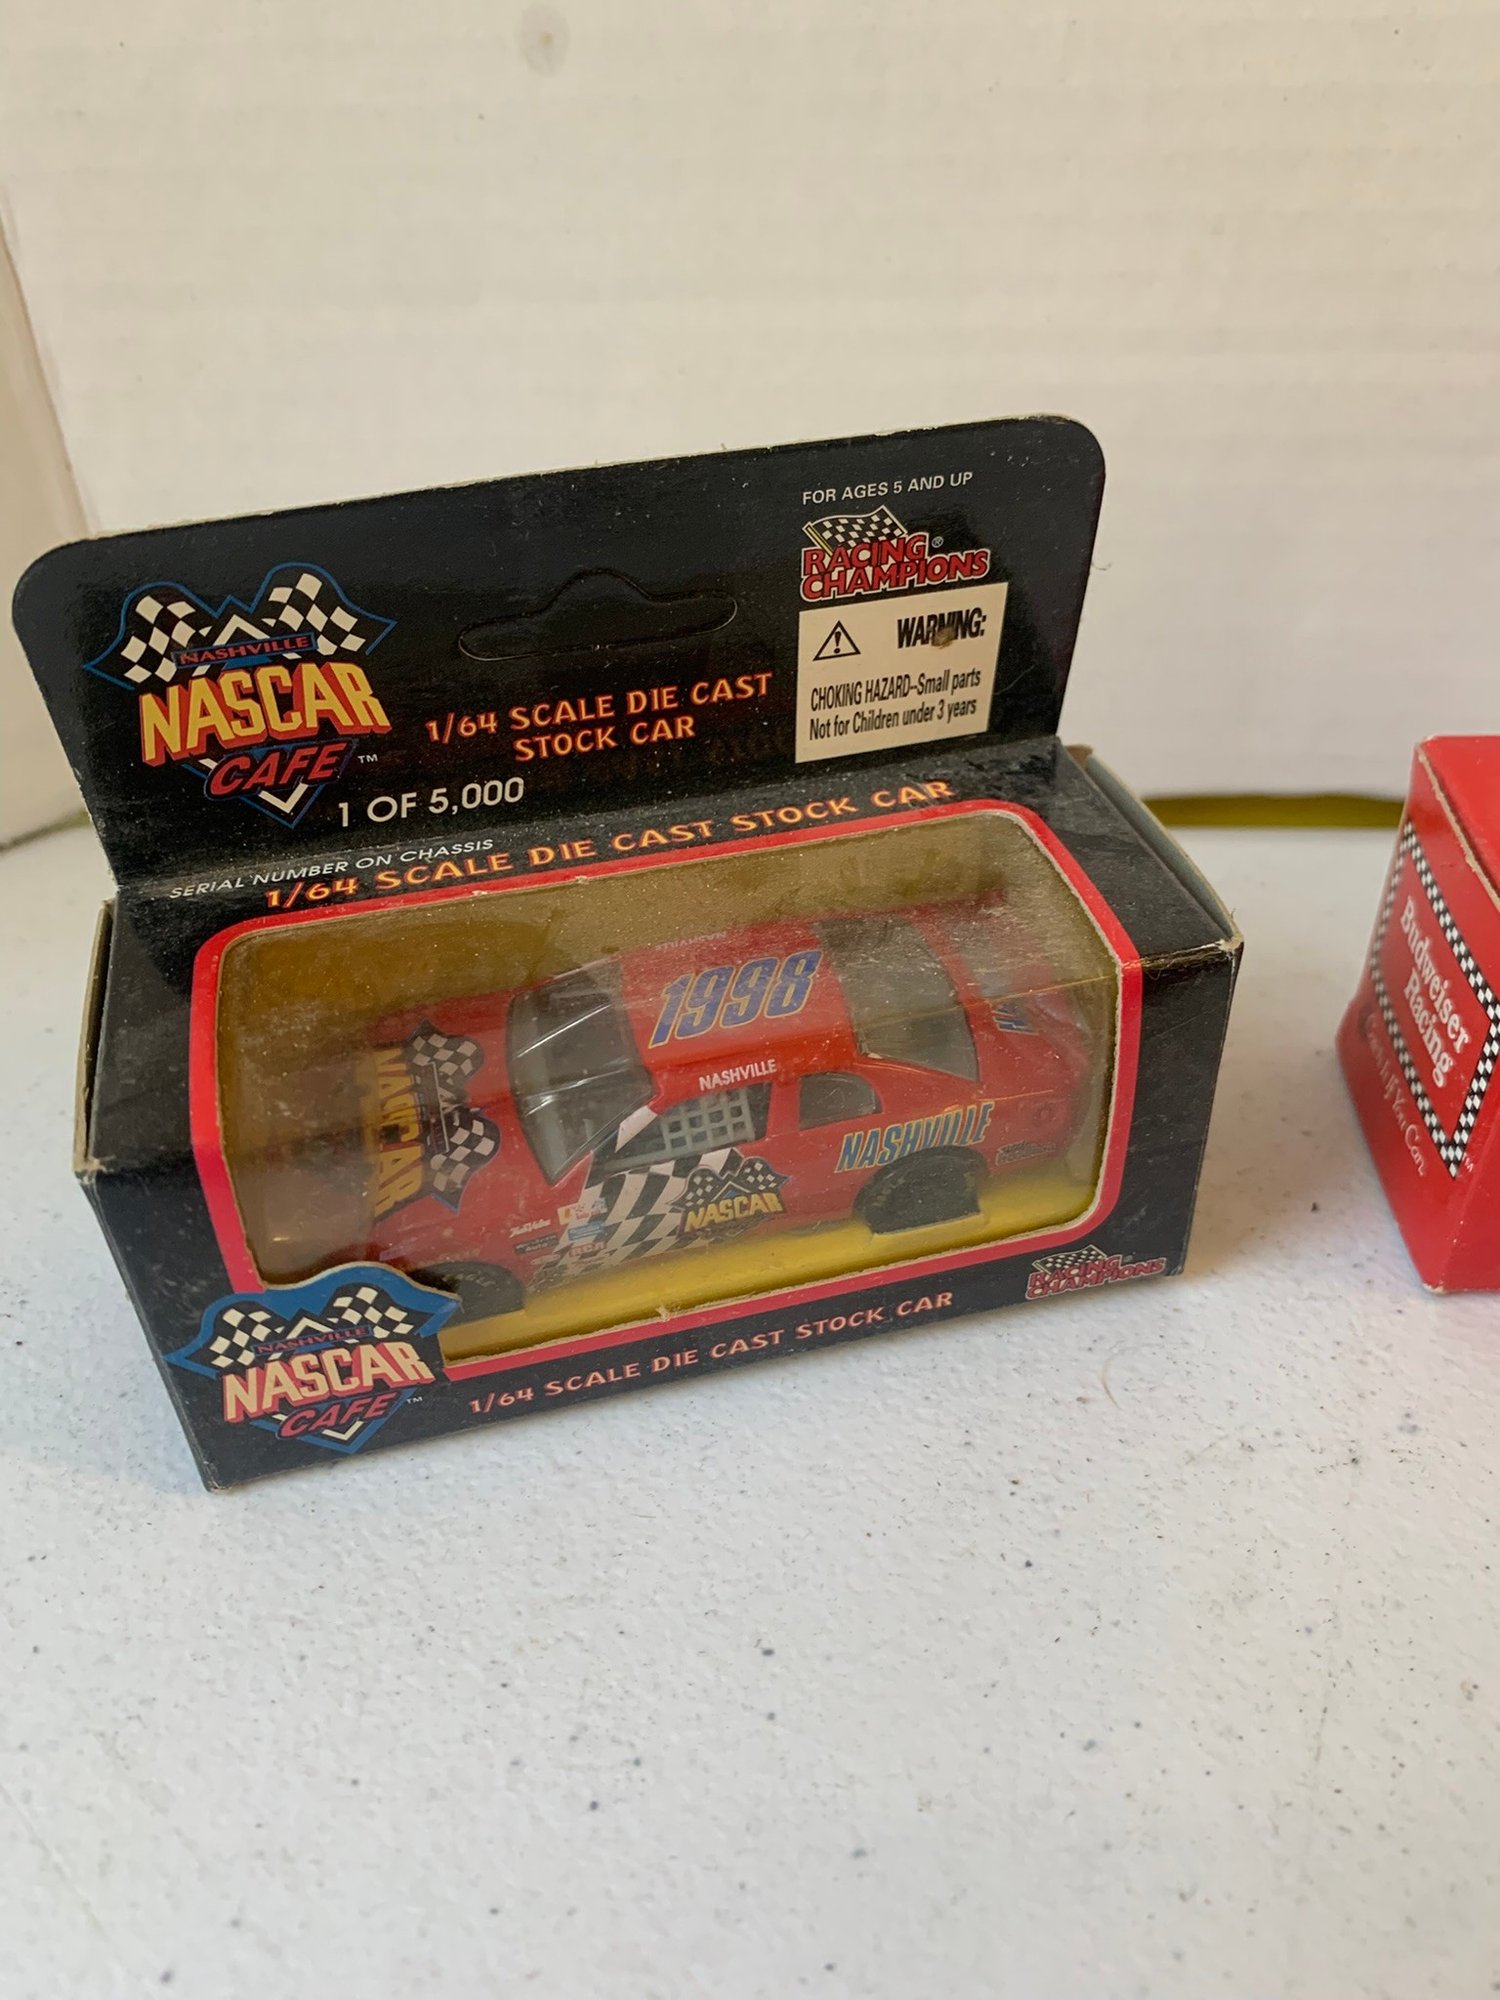 FOR AGES 5 AND UP
RACING®
CHAMPIONS
WARNING:
CHOKING HAZARD--Small parts
Not for Children under 3 years
NASHVILLE
NASCAR
CAFE™
1/64 SCALE DIE CAST
STOCK CAR
1 OF 5,000
SERIAL NUMBER ON CHASSIS
1/64 SCALE DIE CAST STOCK CAR
NASHVILLE
1998
NASHVILLE
NASHVILLE
NASCAR
NASCAR
NASHVILLE
NASCAR
CAFE™
1/64 SCALE DIE CAST STOCK CAR
RACING®
CHAMPIONS
Budweiser
Racing